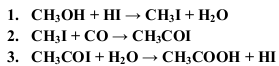 1. CH₃OH + HI → CH₃I + H₂O
2. CH₃I + CO → CH₃COI
3. CH₃COI + H₂O → CH₃COOH + HI